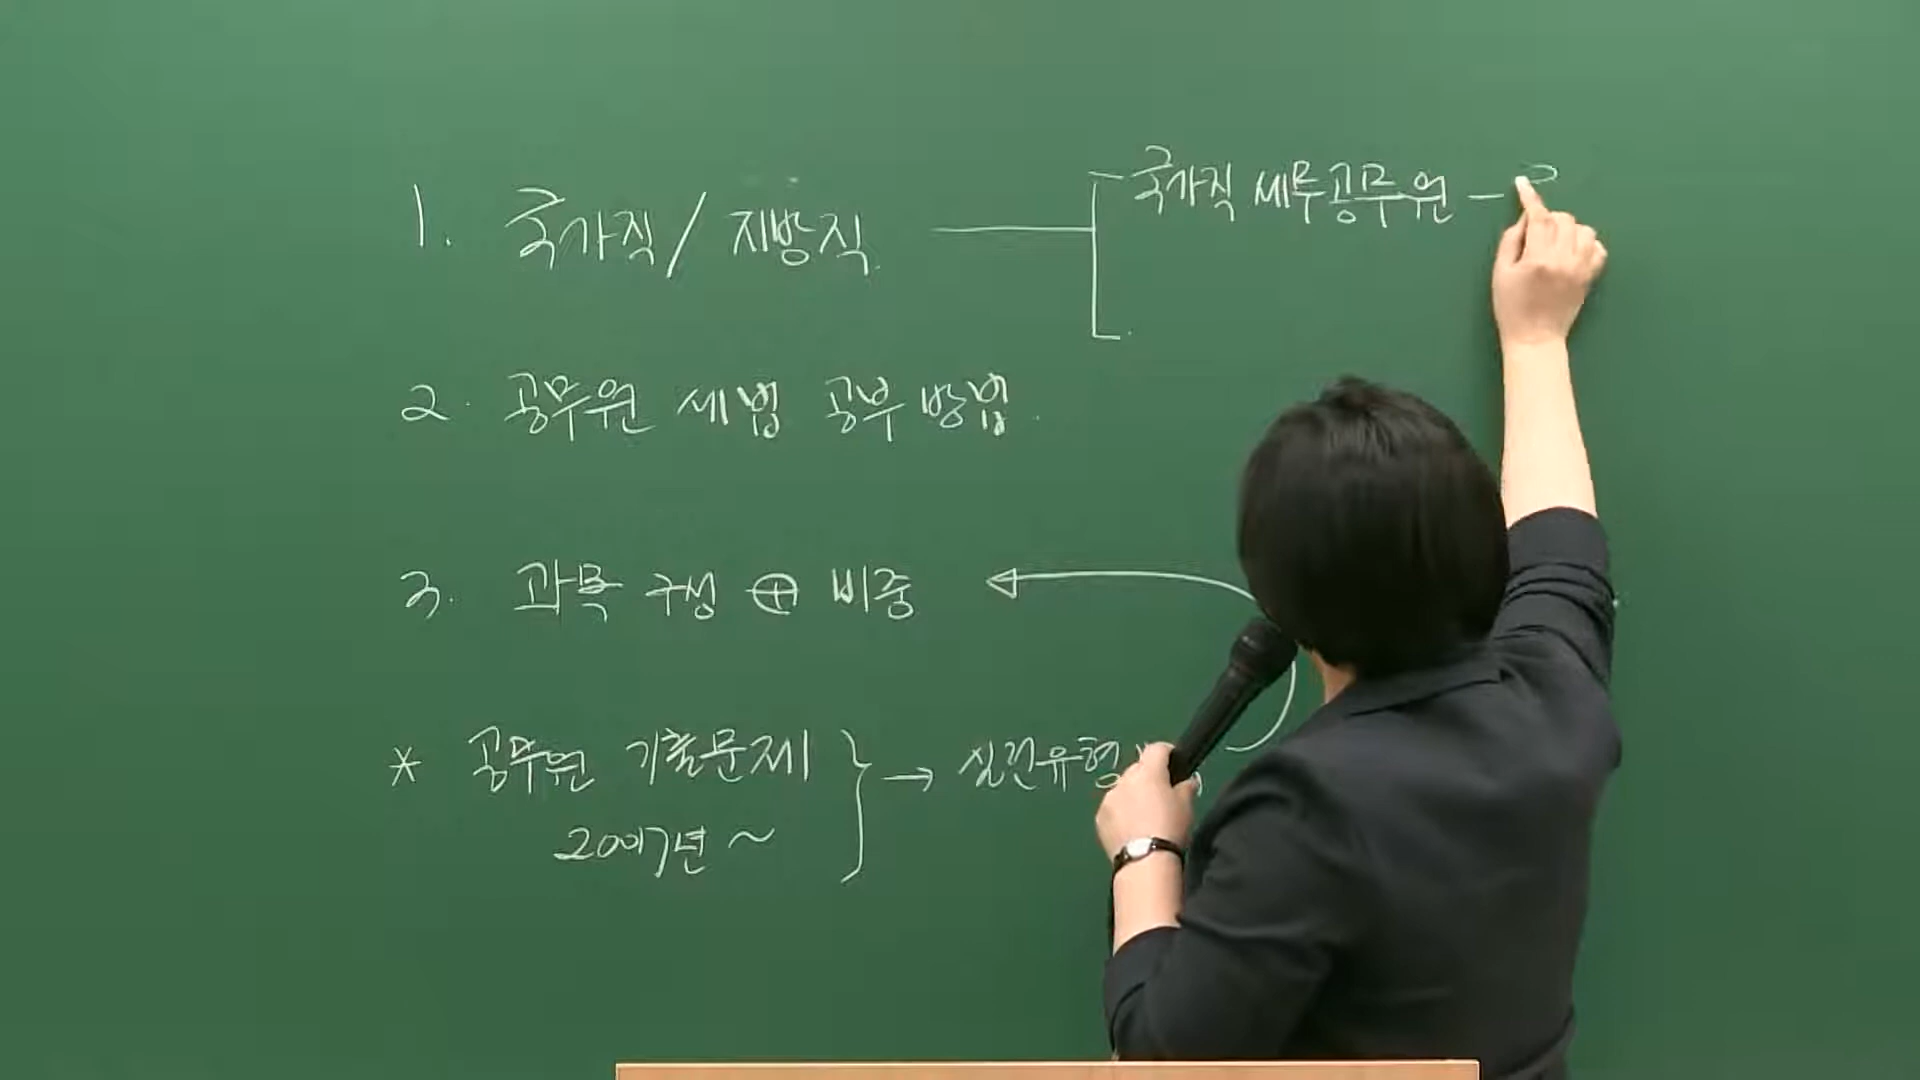 1. 국가직/지방직
국가직 세무공무원 -
2. 공무원 세법 공부 방법.
3. 과목 구성 ⊕ 비중
* 공무원 기출문제 } → 실전유형
2007년 ~